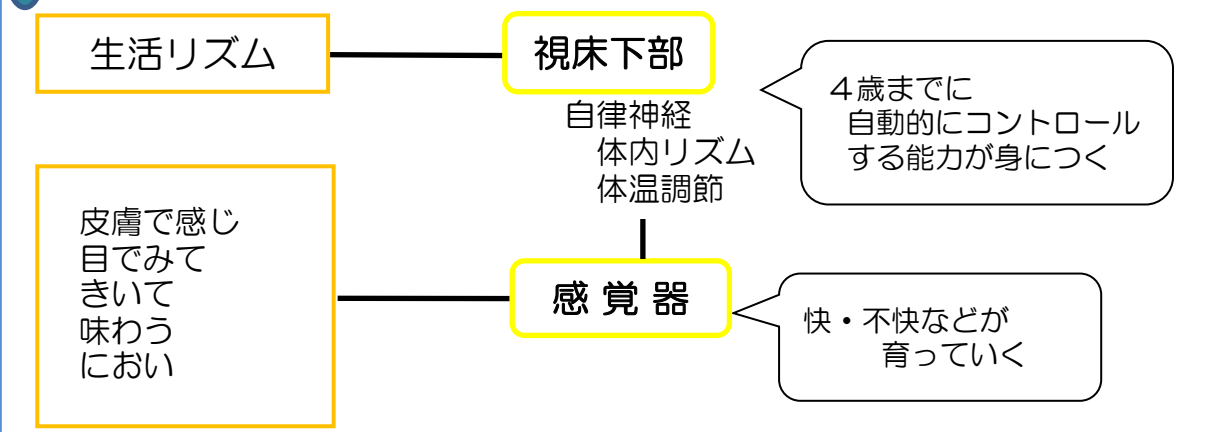 生活リズム
視床下部
自律神経
体内リズム
体温調節
４歳までに
自動的にコントロール
する能力が身につく
皮膚で感じ
目でみて
きいて
味わう
におい
感 覚 器
快・不快などが
育っていく